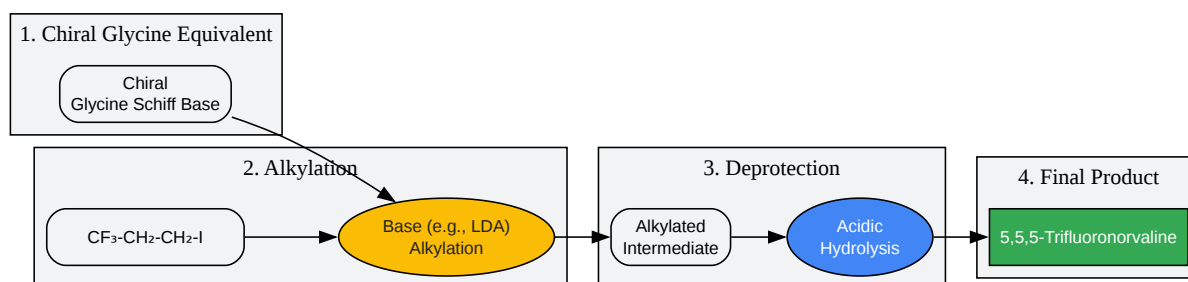 1. Chiral Glycine Equivalent
Chiral
Glycine Schiff Base
2. Alkylation
CF₃-CH₂-CH₂-I
Base (e.g., LDA)
Alkylation
3. Deprotection
Alkylated
Intermediate
Acidic
Hydrolysis
4. Final Product
5,5,5-Trifluoronorvaline